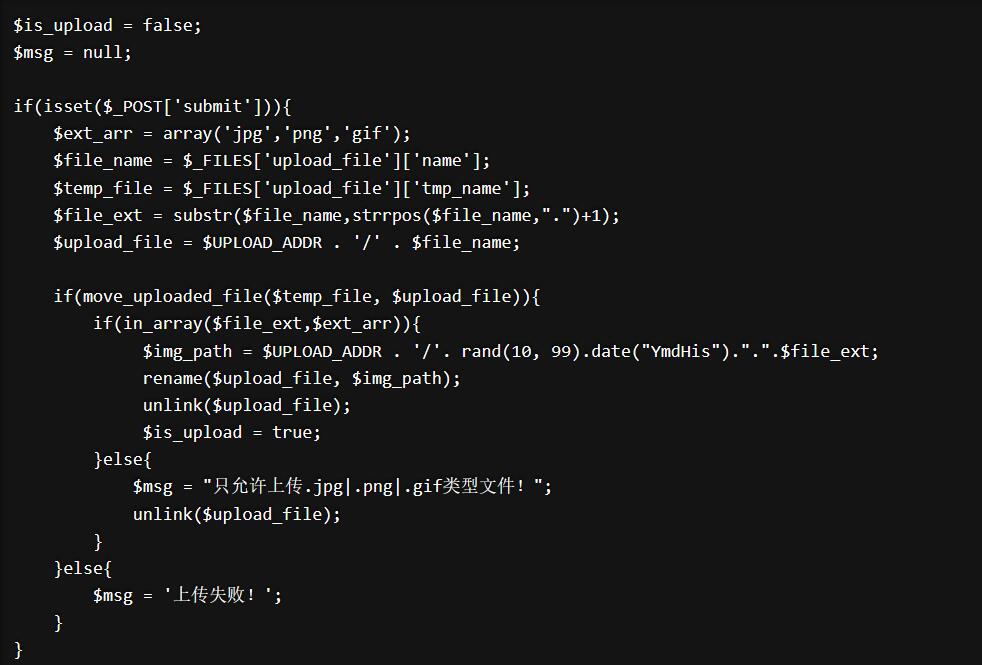 $is_upload = false;
$msg = null;

if(isset($_POST['submit'])){
    $ext_arr = array('jpg','png','gif');
    $file_name = $_FILES['upload_file']['name'];
    $temp_file = $_FILES['upload_file']['tmp_name'];
    $file_ext = substr($file_name,strrpos($file_name,".")+1);
    $upload_file = $UPLOAD_ADDR . '/' . $file_name;

    if(move_uploaded_file($temp_file, $upload_file)){
        if(in_array($file_ext,$ext_arr)){
             $img_path = $UPLOAD_ADDR . '/'. rand(10, 99).date("YmdHis").".".$file_ext;
             rename($upload_file, $img_path);
             unlink($upload_file);
             $is_upload = true;
        }else{
            $msg = "只允许上传.jpg|.png|.gif类型文件！";
            unlink($upload_file);
        }
    }else{
        $msg = '上传失败！';
    }
}